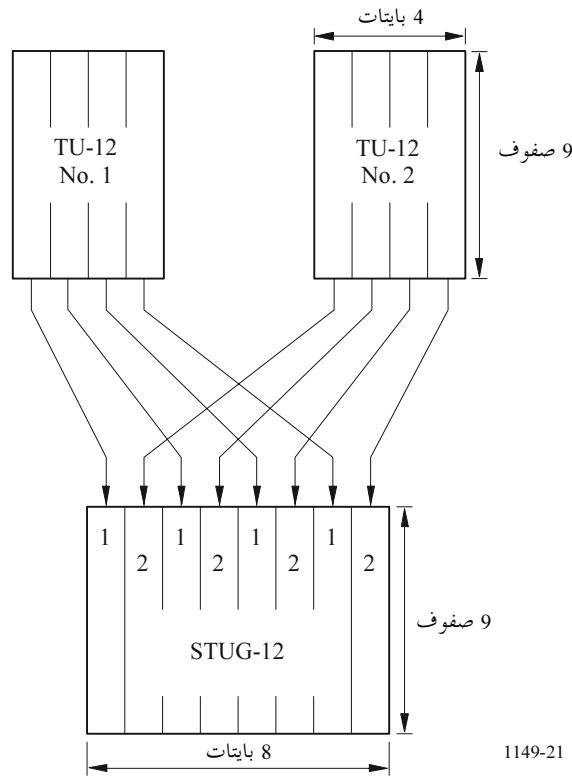 4 بايتات
TU-12
No. 1
TU-12
No. 2
9 صفوف
1 1 1 1
2 2 2 2
STUG-12
9 صفوف
8 بايتات
1149-21